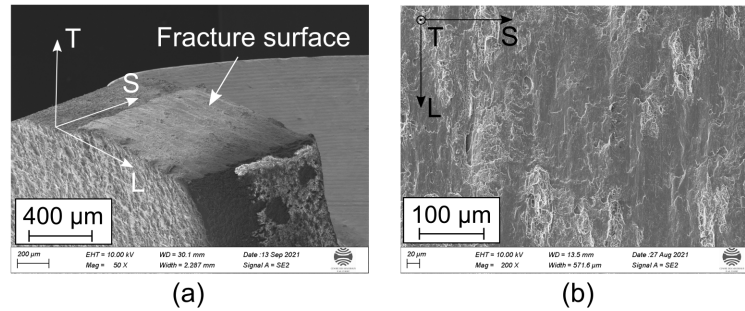 T
Fracture surface
S
L
400 µm
200 µm
EHT = 10.00 kV
WD = 30.1 mm
Date :13 Sep 2021
Mag = 50 X
Width = 2.287 mm
Signal A = SE2
(a)
T
S
L
100 µm
20 µm
EHT = 10.00 kV
WD = 13.5 mm
Date :27 Aug 2021
Mag = 200 X
Width = 571.6 µm
Signal A = SE2
(b)